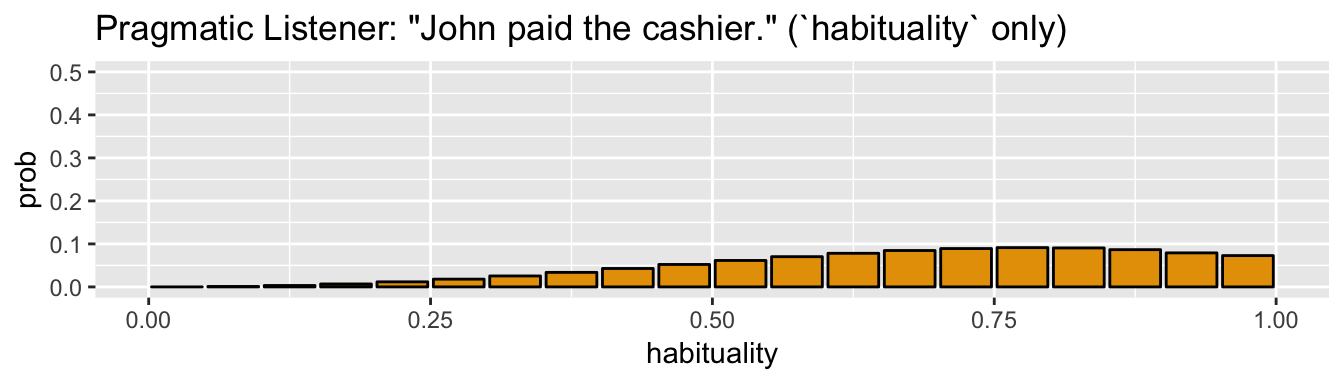 Pragmatic Listener: "John paid the cashier." (`habituality` only)
0.5
0.4
0.3
0.2
0.1
0.0
prob
0.00 0.25 0.50 0.75 1.00
habituality